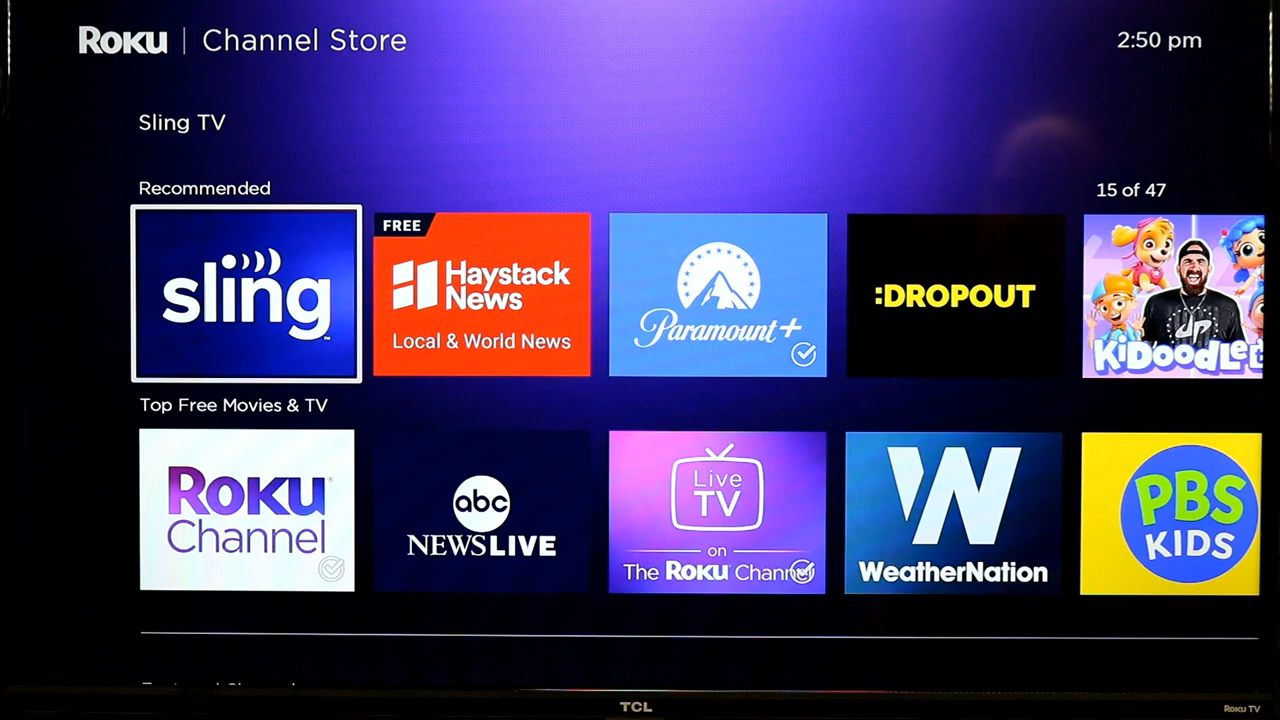 Roku | Channel Store
2:50 pm
Sling TV
Recommended
15 of 47
sling
FREE
Haystack
News
Local & World News
Paramount+
:DROPOUT
dp
KiDOODLE
Top Free Movies & TV
Roku
Channel
abc
NEWS LIVE
Live
TV
on
The Roku Channel
W
WeatherNation
PBS
KIDS
TCL
Roku TV